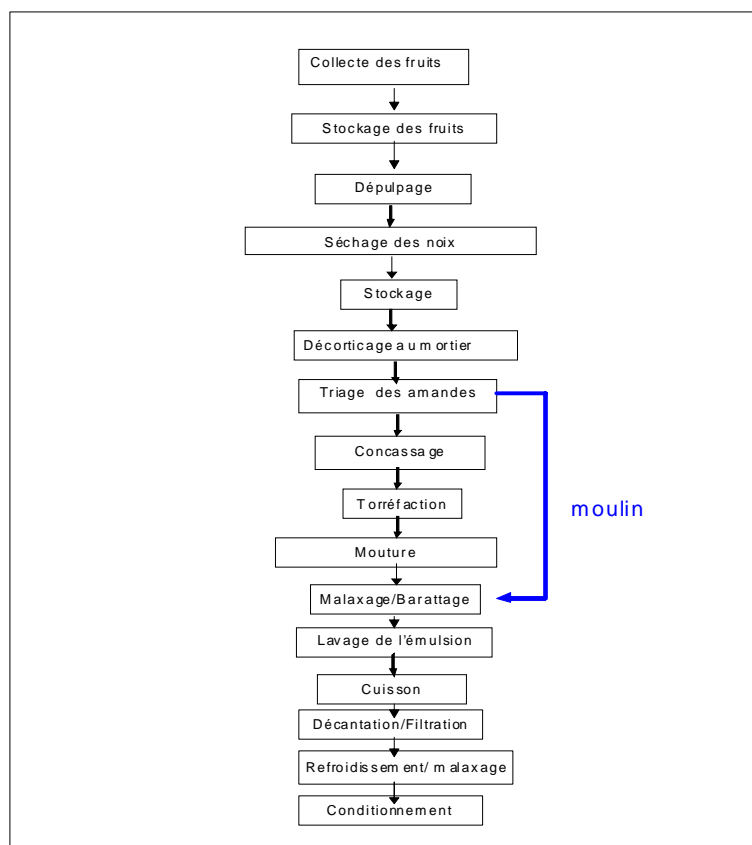 Collecte des fruits
Stockage des fruits
Dépulpage
Séchage des noix
Stockage
Décorticage au mortier
Triage des amandes
Concassage
Torréfaction
moulin
Mouture
Malaxage/Barattage
Lavage de l'émulsion
Cuisson
Décantation/Filtration
Refroidissement/ malaxage
Conditionnement